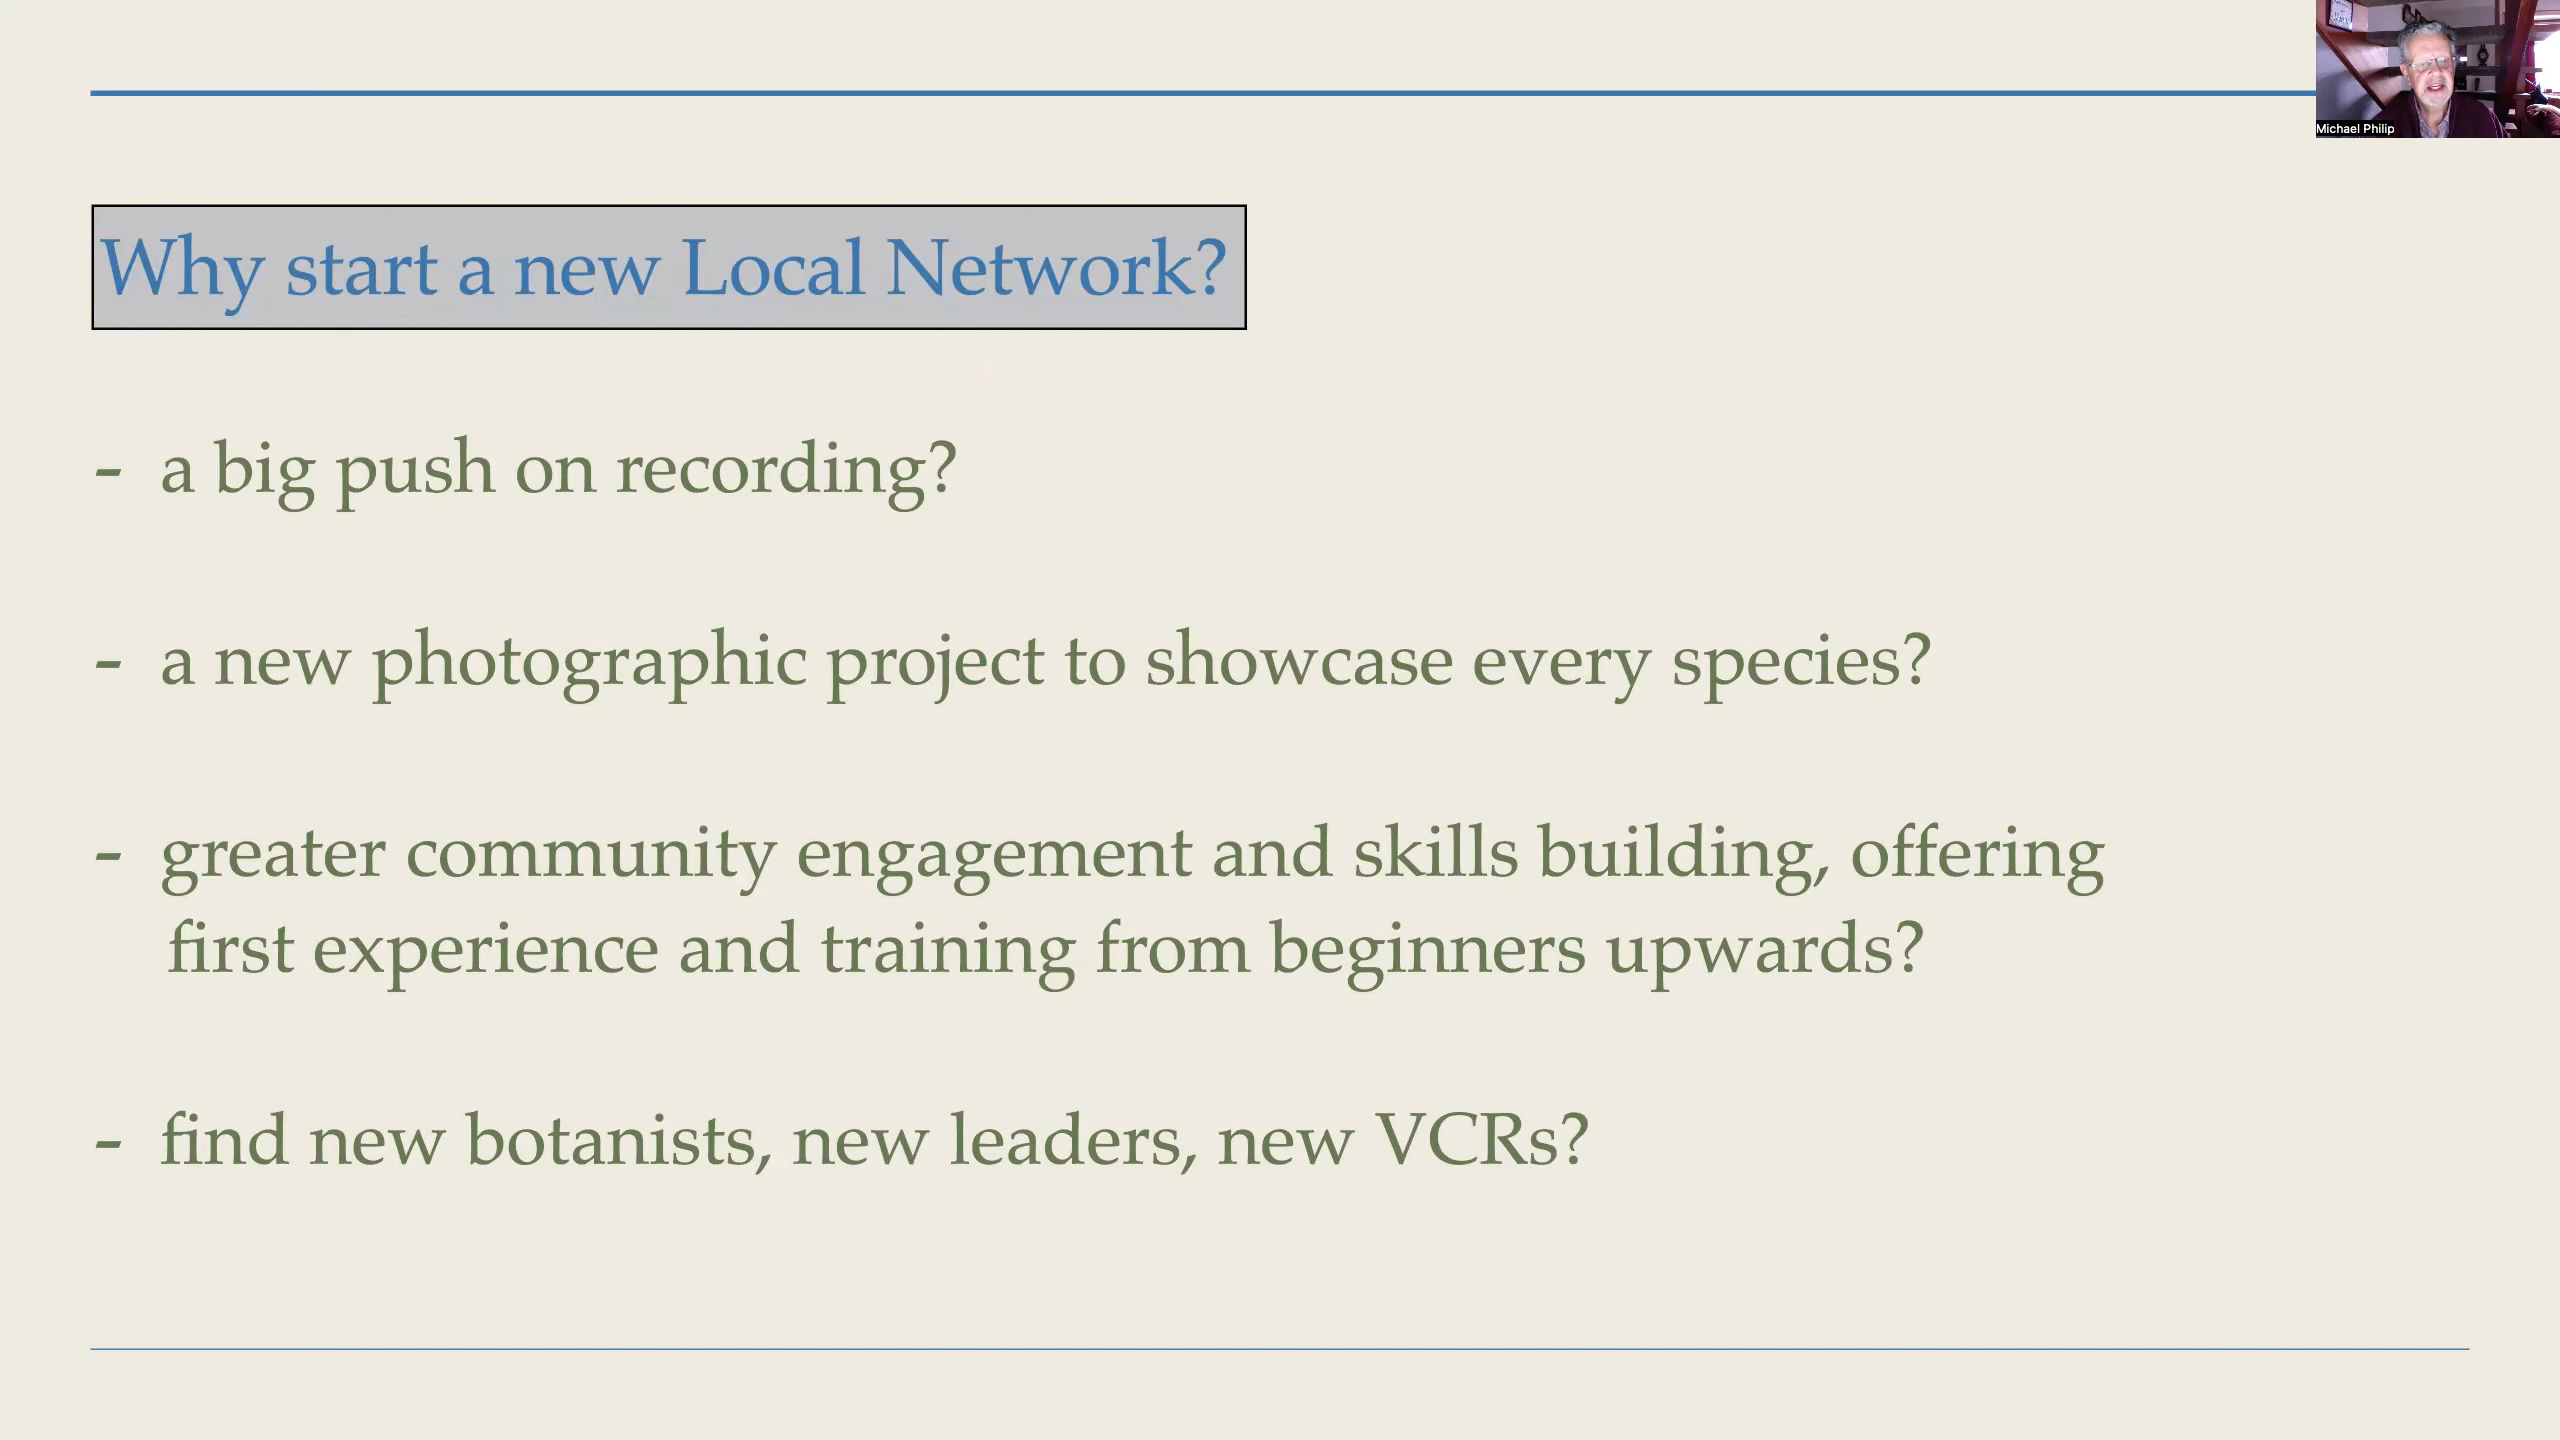 Michael Philip
Why start a new Local Network?
- a big push on recording?
- a new photographic project to showcase every species?
- greater community engagement and skills building, offering
first experience and training from beginners upwards?
- find new botanists, new leaders, new VCRs?